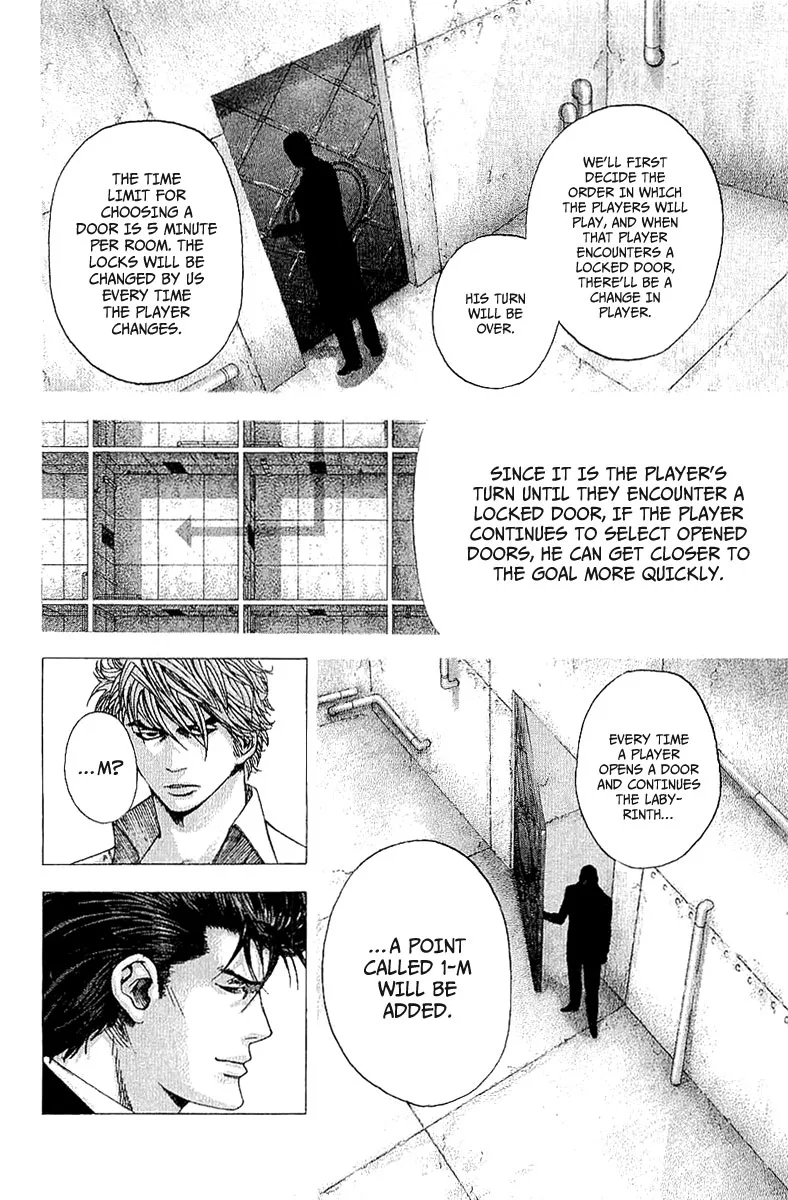 WE'LL FIRST
DECIDE THE
ORDER IN WHICH
THE PLAYERS WILL
PLAY, AND WHEN
THAT PLAYER
ENCOUNTERS A
LOCKED DOOR,
THERE'LL BE A
CHANGE IN
PLAYER.
HIS TURN
WILL BE
OVER.
THE TIME
LIMIT FOR
CHOOSING A
DOOR IS 5 MINUTE
PER ROOM. THE
LOCKS WILL BE
CHANGED BY US
EVERY TIME
THE PLAYER
CHANGES.
SINCE IT IS THE PLAYER'S
TURN UNTIL THEY ENCOUNTER A
LOCKED DOOR, IF THE PLAYER
CONTINUES TO SELECT OPENED
DOORS, HE CAN GET CLOSER TO
THE GOAL MORE QUICKLY.
EVERY TIME
A PLAYER
OPENS A DOOR
AND CONTINUES
THE LABY-
RINTH...
...A POINT
CALLED 1-M
WILL BE
ADDED.
...M?